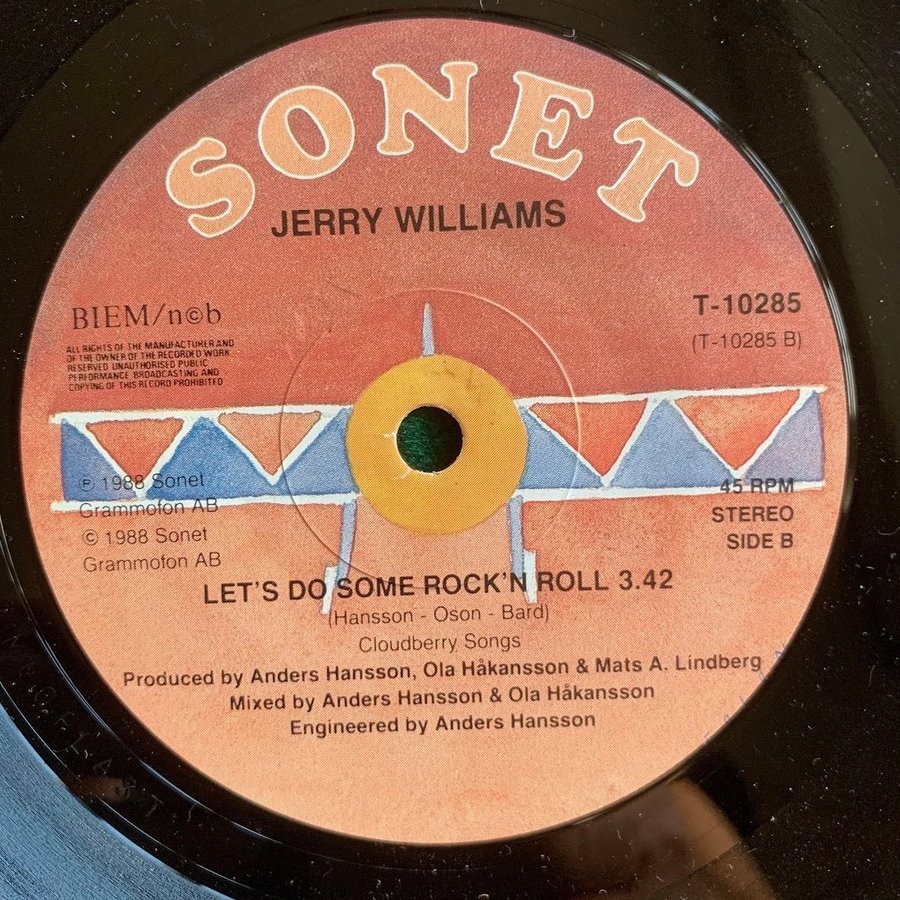 SONET
JERRY WILLIAMS
BIEM/n©b
ALL RIGHTS OF THE MANUFACTURER AND
OF THE OWNER OF THE RECORDED WORK
RESERVED UNAUTHORISED PUBLIC
PERFORMANCE BROADCASTING AND
COPYING OF THIS RECORD PROHIBITED
T-10285
(T-10285 B)
℗ 1988 Sonet
Grammofon AB
© 1988 Sonet
Grammofon AB
45 RPM
STEREO
SIDE B
LET'S DO SOME ROCK'N ROLL 3.42
(Hansson - Oson - Bard)
Cloudberry Songs
Produced by Anders Hansson, Ola Håkansson & Mats A. Lindberg
Mixed by Anders Hansson & Ola Håkansson
Engineered by Anders Hansson